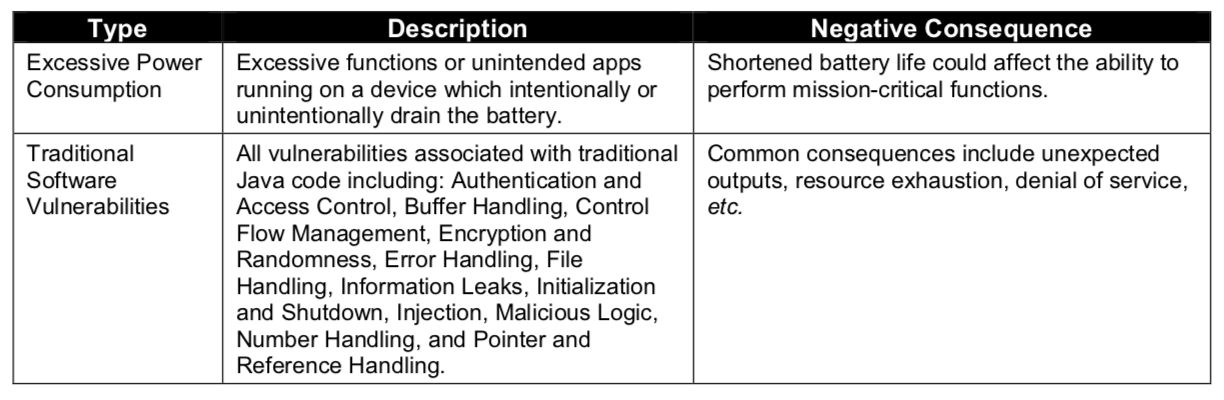 Type Description Negative Consequence
Excessive Power
Consumption
Excessive functions or unintended apps
running on a device which intentionally or
unintentionally drain the battery.
Shortened battery life could affect the ability to
perform mission-critical functions.
Traditional
Software
Vulnerabilities
All vulnerabilities associated with traditional
Java code including: Authentication and
Access Control, Buffer Handling, Control
Flow Management, Encryption and
Randomness, Error Handling, File
Handling, Information Leaks, Initialization
and Shutdown, Injection, Malicious Logic,
Number Handling, and Pointer and
Reference Handling.
Common consequences include unexpected
outputs, resource exhaustion, denial of service,
etc.